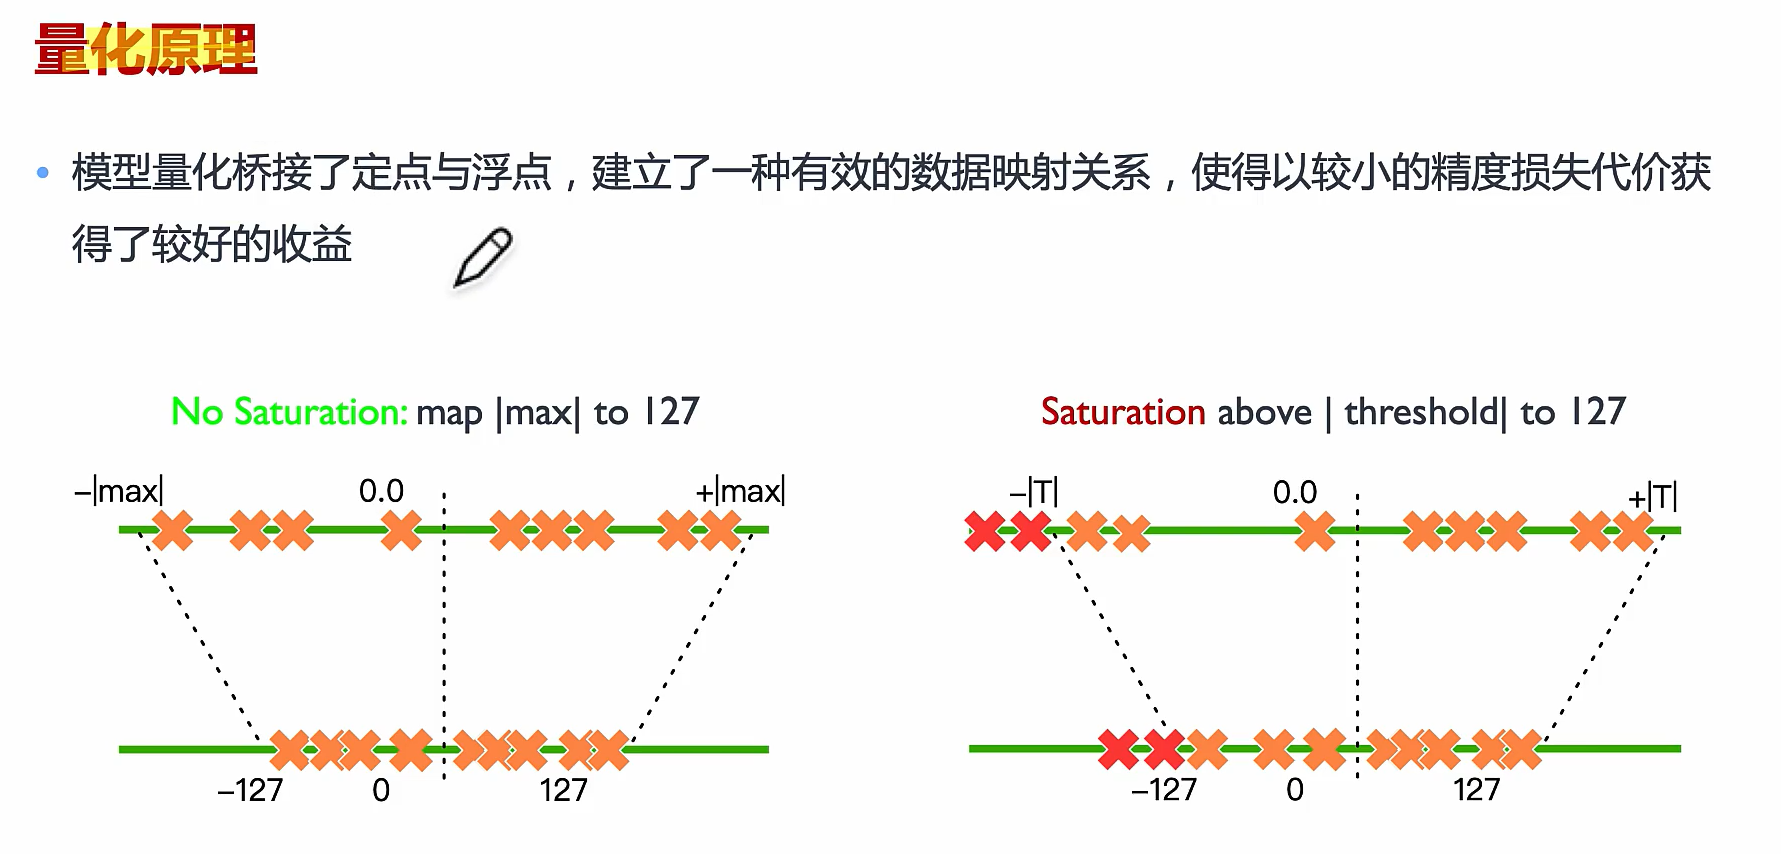 量化原理
模型量化桥接了定点与浮点，建立了一种有效的数据映射关系，使得以较小的精度损失代价获
得了较好的收益
No Saturation: map |max| to 127
Saturation above | threshold| to 127
–|max| 0.0 +|max|
–|T| 0.0 +|T|
–127 0 127
–127 0 127